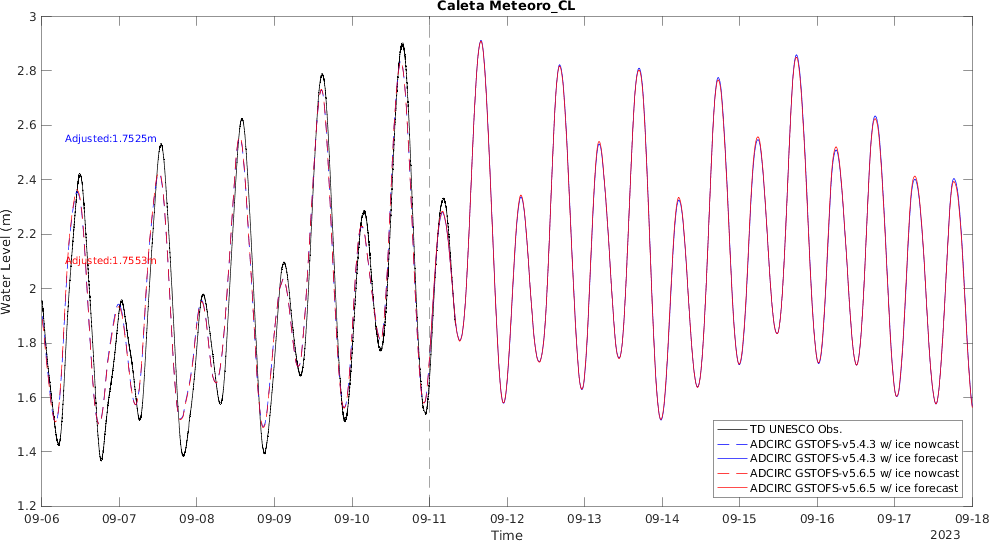 Caleta Meteoro_CL
Water Level (m)
3
2.8
2.6
2.4
2.2
2
1.8
1.6
1.4
1.2
Adjusted:1.7525m
Adjusted:1.7553m
TD UNESCO Obs.
ADCIRC GSTOFS-v5.4.3 w/ ice nowcast
ADCIRC GSTOFS-v5.4.3 w/ ice forecast
ADCIRC GSTOFS-v5.6.5 w/ ice nowcast
ADCIRC GSTOFS-v5.6.5 w/ ice forecast
09-06 09-07 09-08 09-09 09-10 09-11 09-12 09-13 09-14 09-15 09-16 09-17 09-18
Time
2023